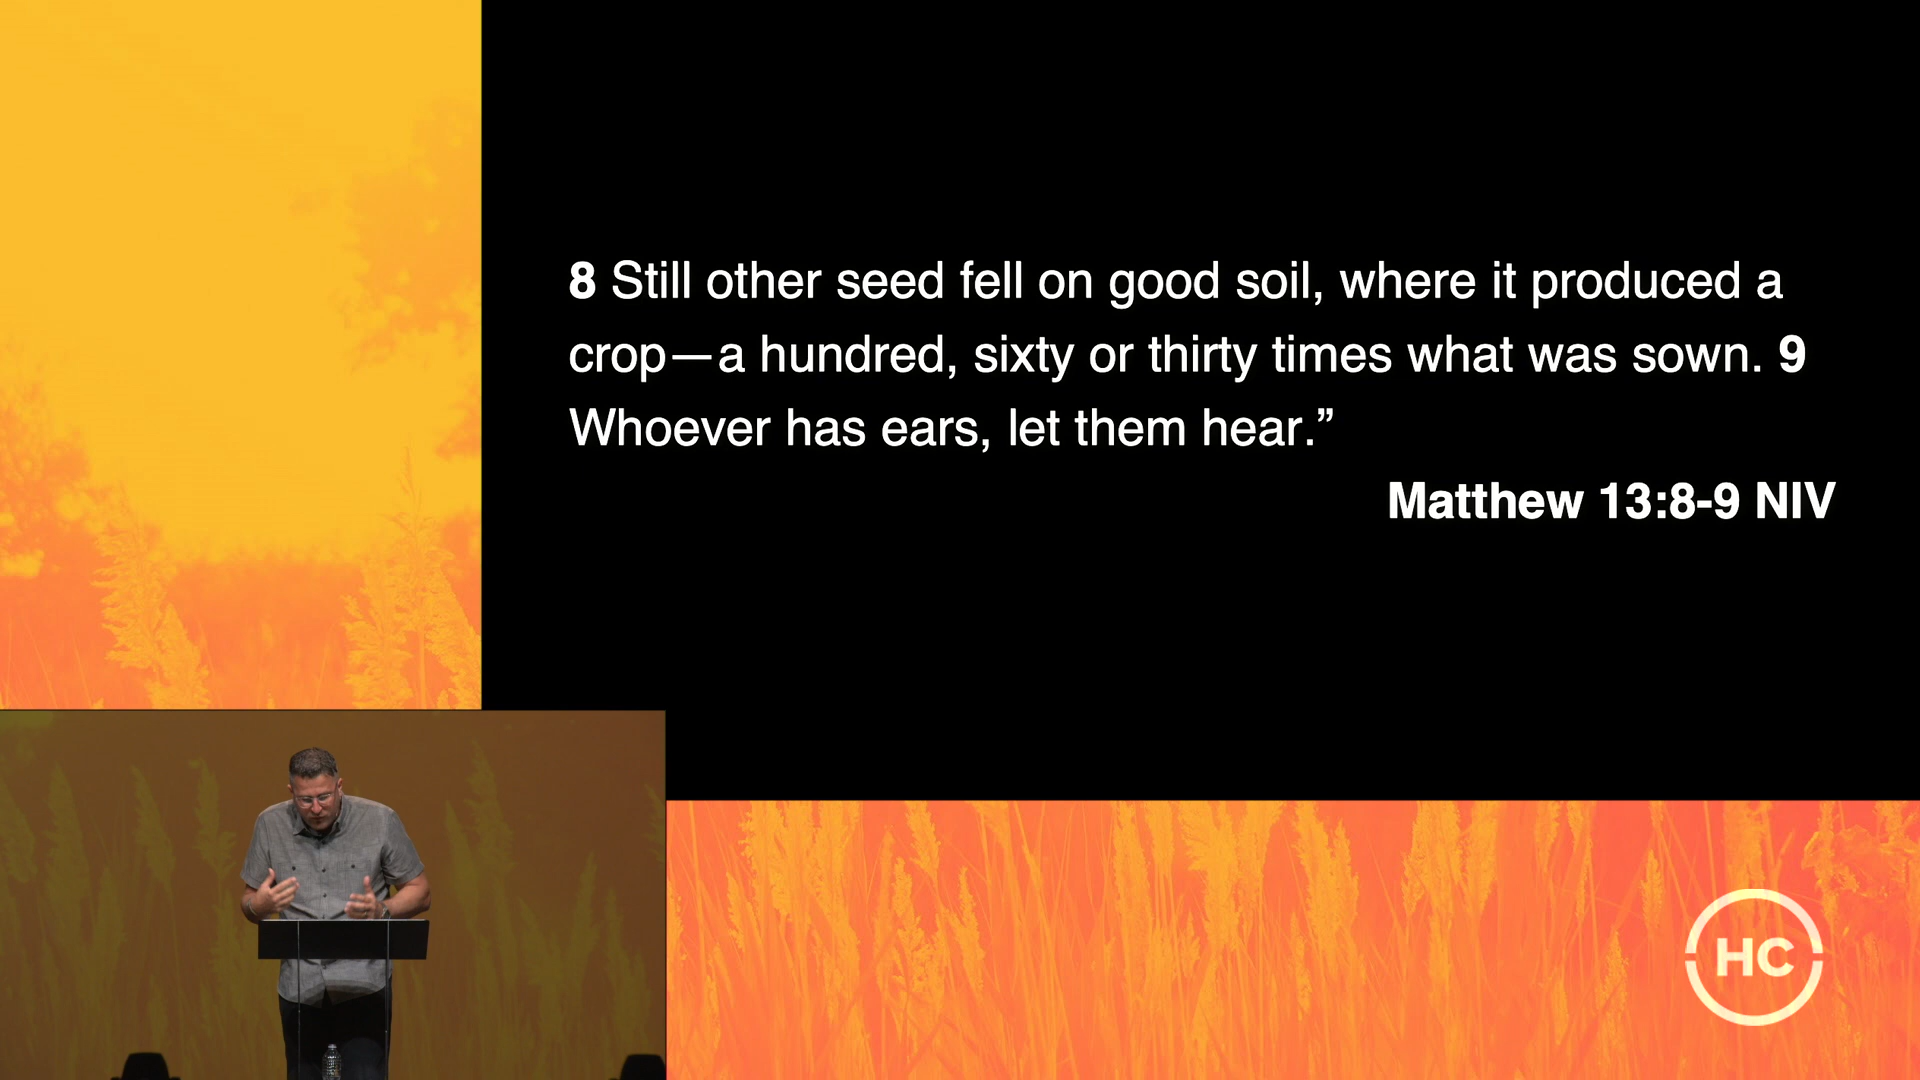 8 Still other seed fell on good soil, where it produced a
crop—a hundred, sixty or thirty times what was sown. 9
Whoever has ears, let them hear.”
Matthew 13:8-9 NIV
HC